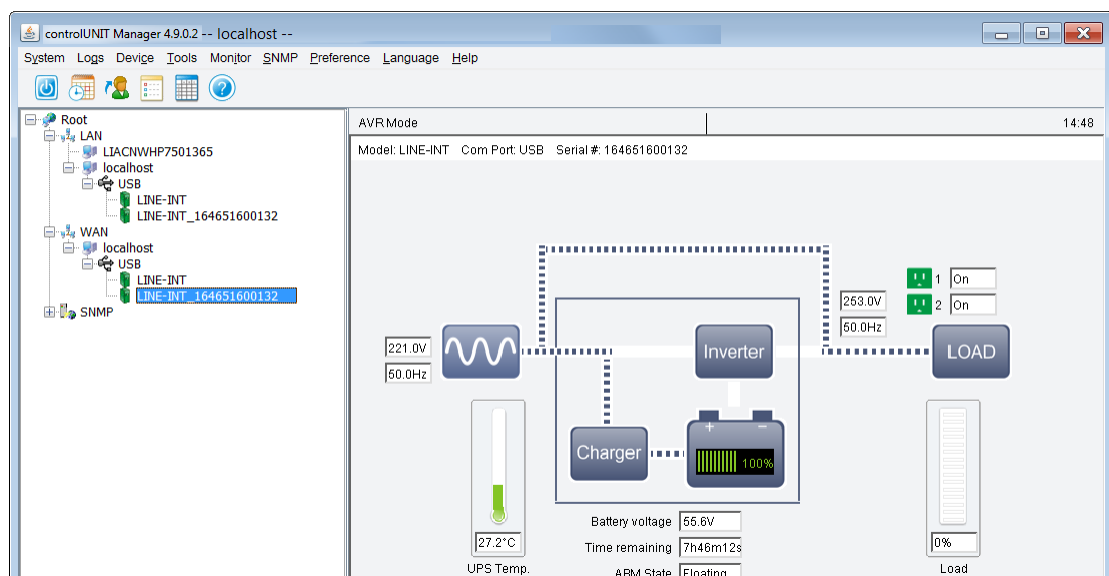 controlUNIT Manager 4.9.0.2 -- localhost --
System Logs Device Tools Monitor SNMP Preference Language Help
Root
LAN
LIACNWHP7501365
localhost
USB
LINE-INT
LINE-INT_164651600132
WAN
localhost
USB
LINE-INT
LINE-INT_164651600132
SNMP
AVR Mode 14:48
Model: LINE-INT Com Port: USB Serial #: 164651600132
1 On
2 On
253.0V
50.0Hz
221.0V
50.0Hz
Inverter
LOAD
Charger
+ −
100%
27.2°C
UPS Temp.
Battery voltage 55.6V
Time remaining 7h46m12s
ABM State Floating
0%
Load